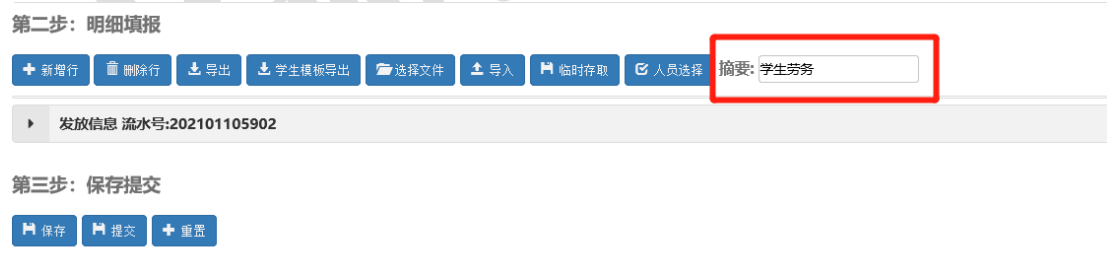 第二步：明细填报
新增行 删除行 导出 学生模板导出 选择文件 导入 临时存取 人员选择 摘要: 学生劳务
发放信息 流水号:202101105902
第三步：保存提交
保存 提交 重置